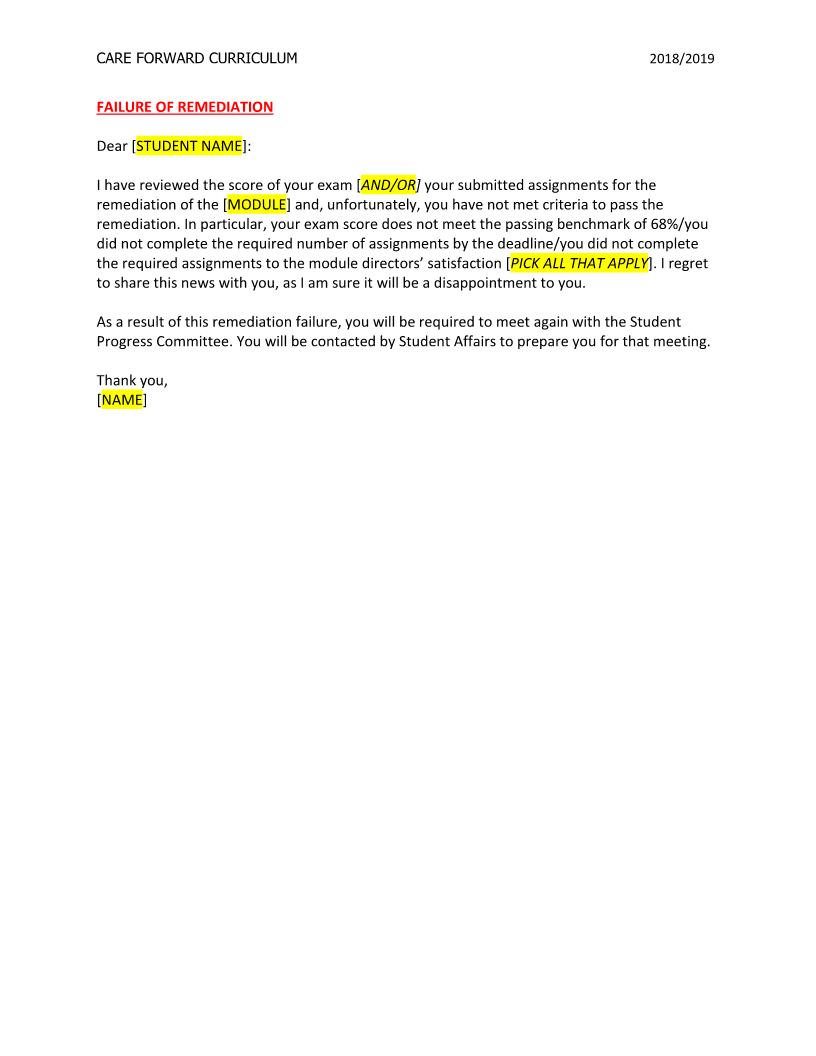 CARE FORWARD CURRICULUM 2018/2019
FAILURE OF REMEDIATION
Dear [STUDENT NAME]:
I have reviewed the score of your exam [AND/OR] your submitted assignments for the
remediation of the [MODULE] and, unfortunately, you have not met criteria to pass the
remediation. In particular, your exam score does not meet the passing benchmark of 68%/you
did not complete the required number of assignments by the deadline/you did not complete
the required assignments to the module directors’ satisfaction [PICK ALL THAT APPLY]. I regret
to share this news with you, as I am sure it will be a disappointment to you.
As a result of this remediation failure, you will be required to meet again with the Student
Progress Committee. You will be contacted by Student Affairs to prepare you for that meeting.
Thank you,
[NAME]